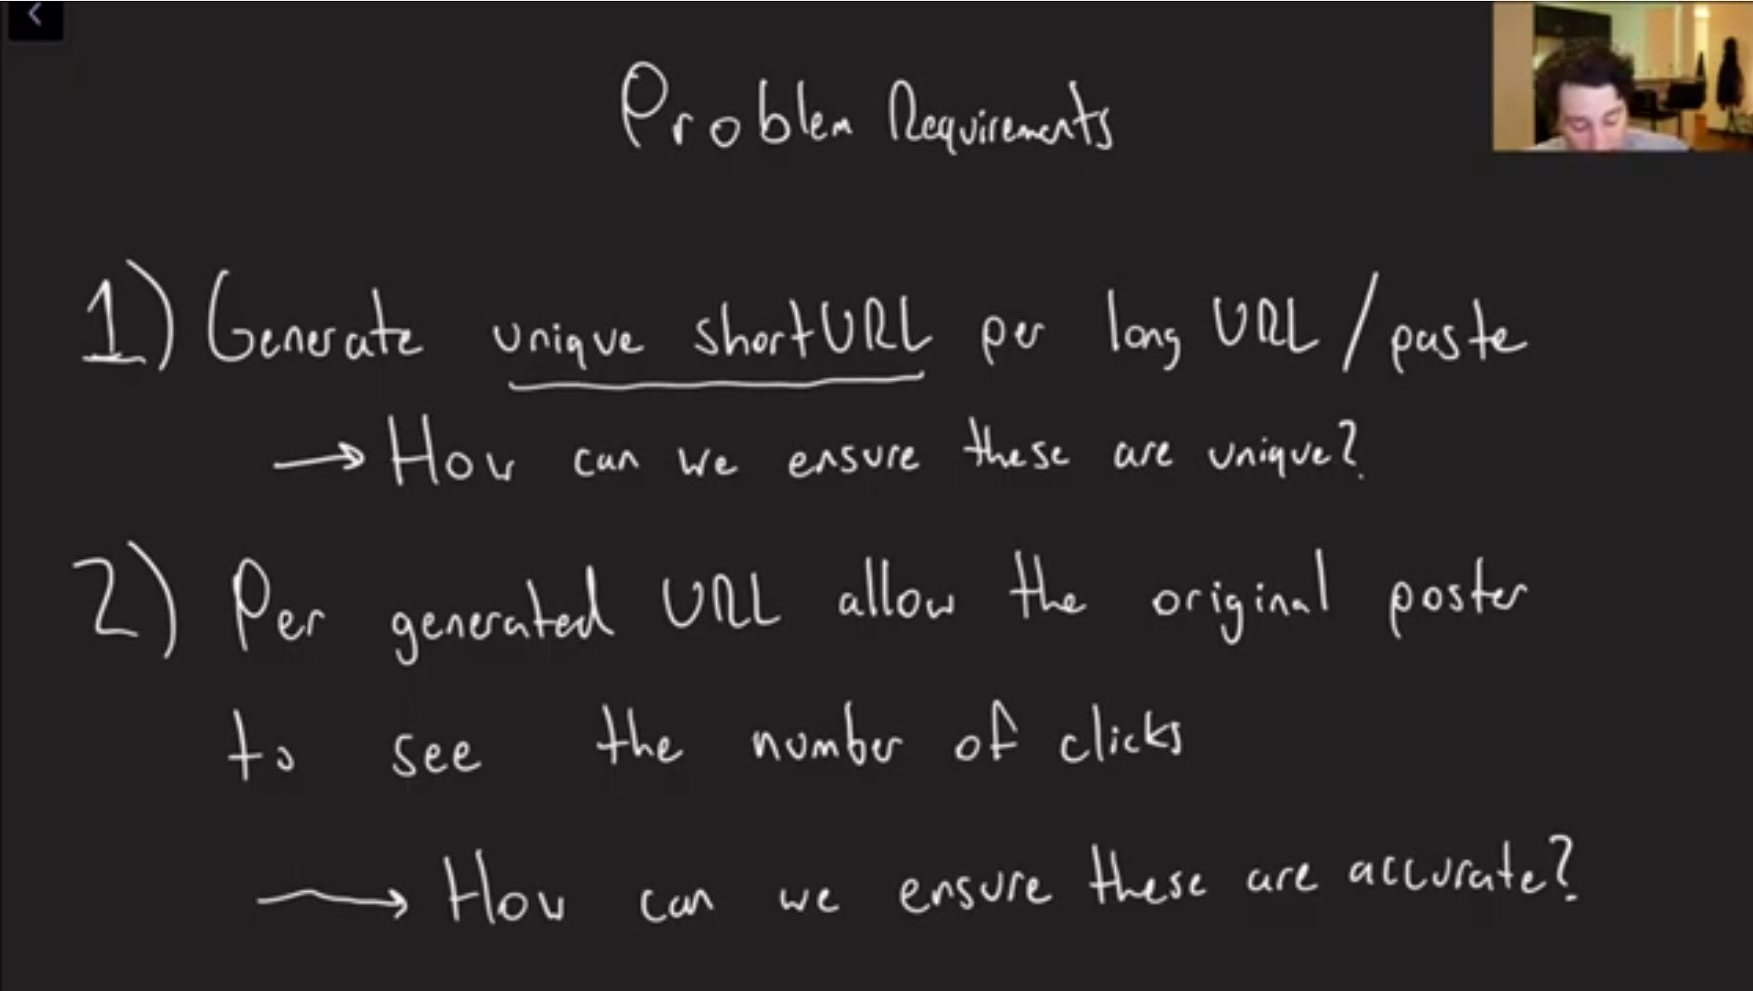 Problem Requirements
1) Generate unique shortURL per long URL/paste
→ How can we ensure these are unique?
2) Per generated URL allow the original poster
to see the number of clicks
→ How can we ensure these are accurate?